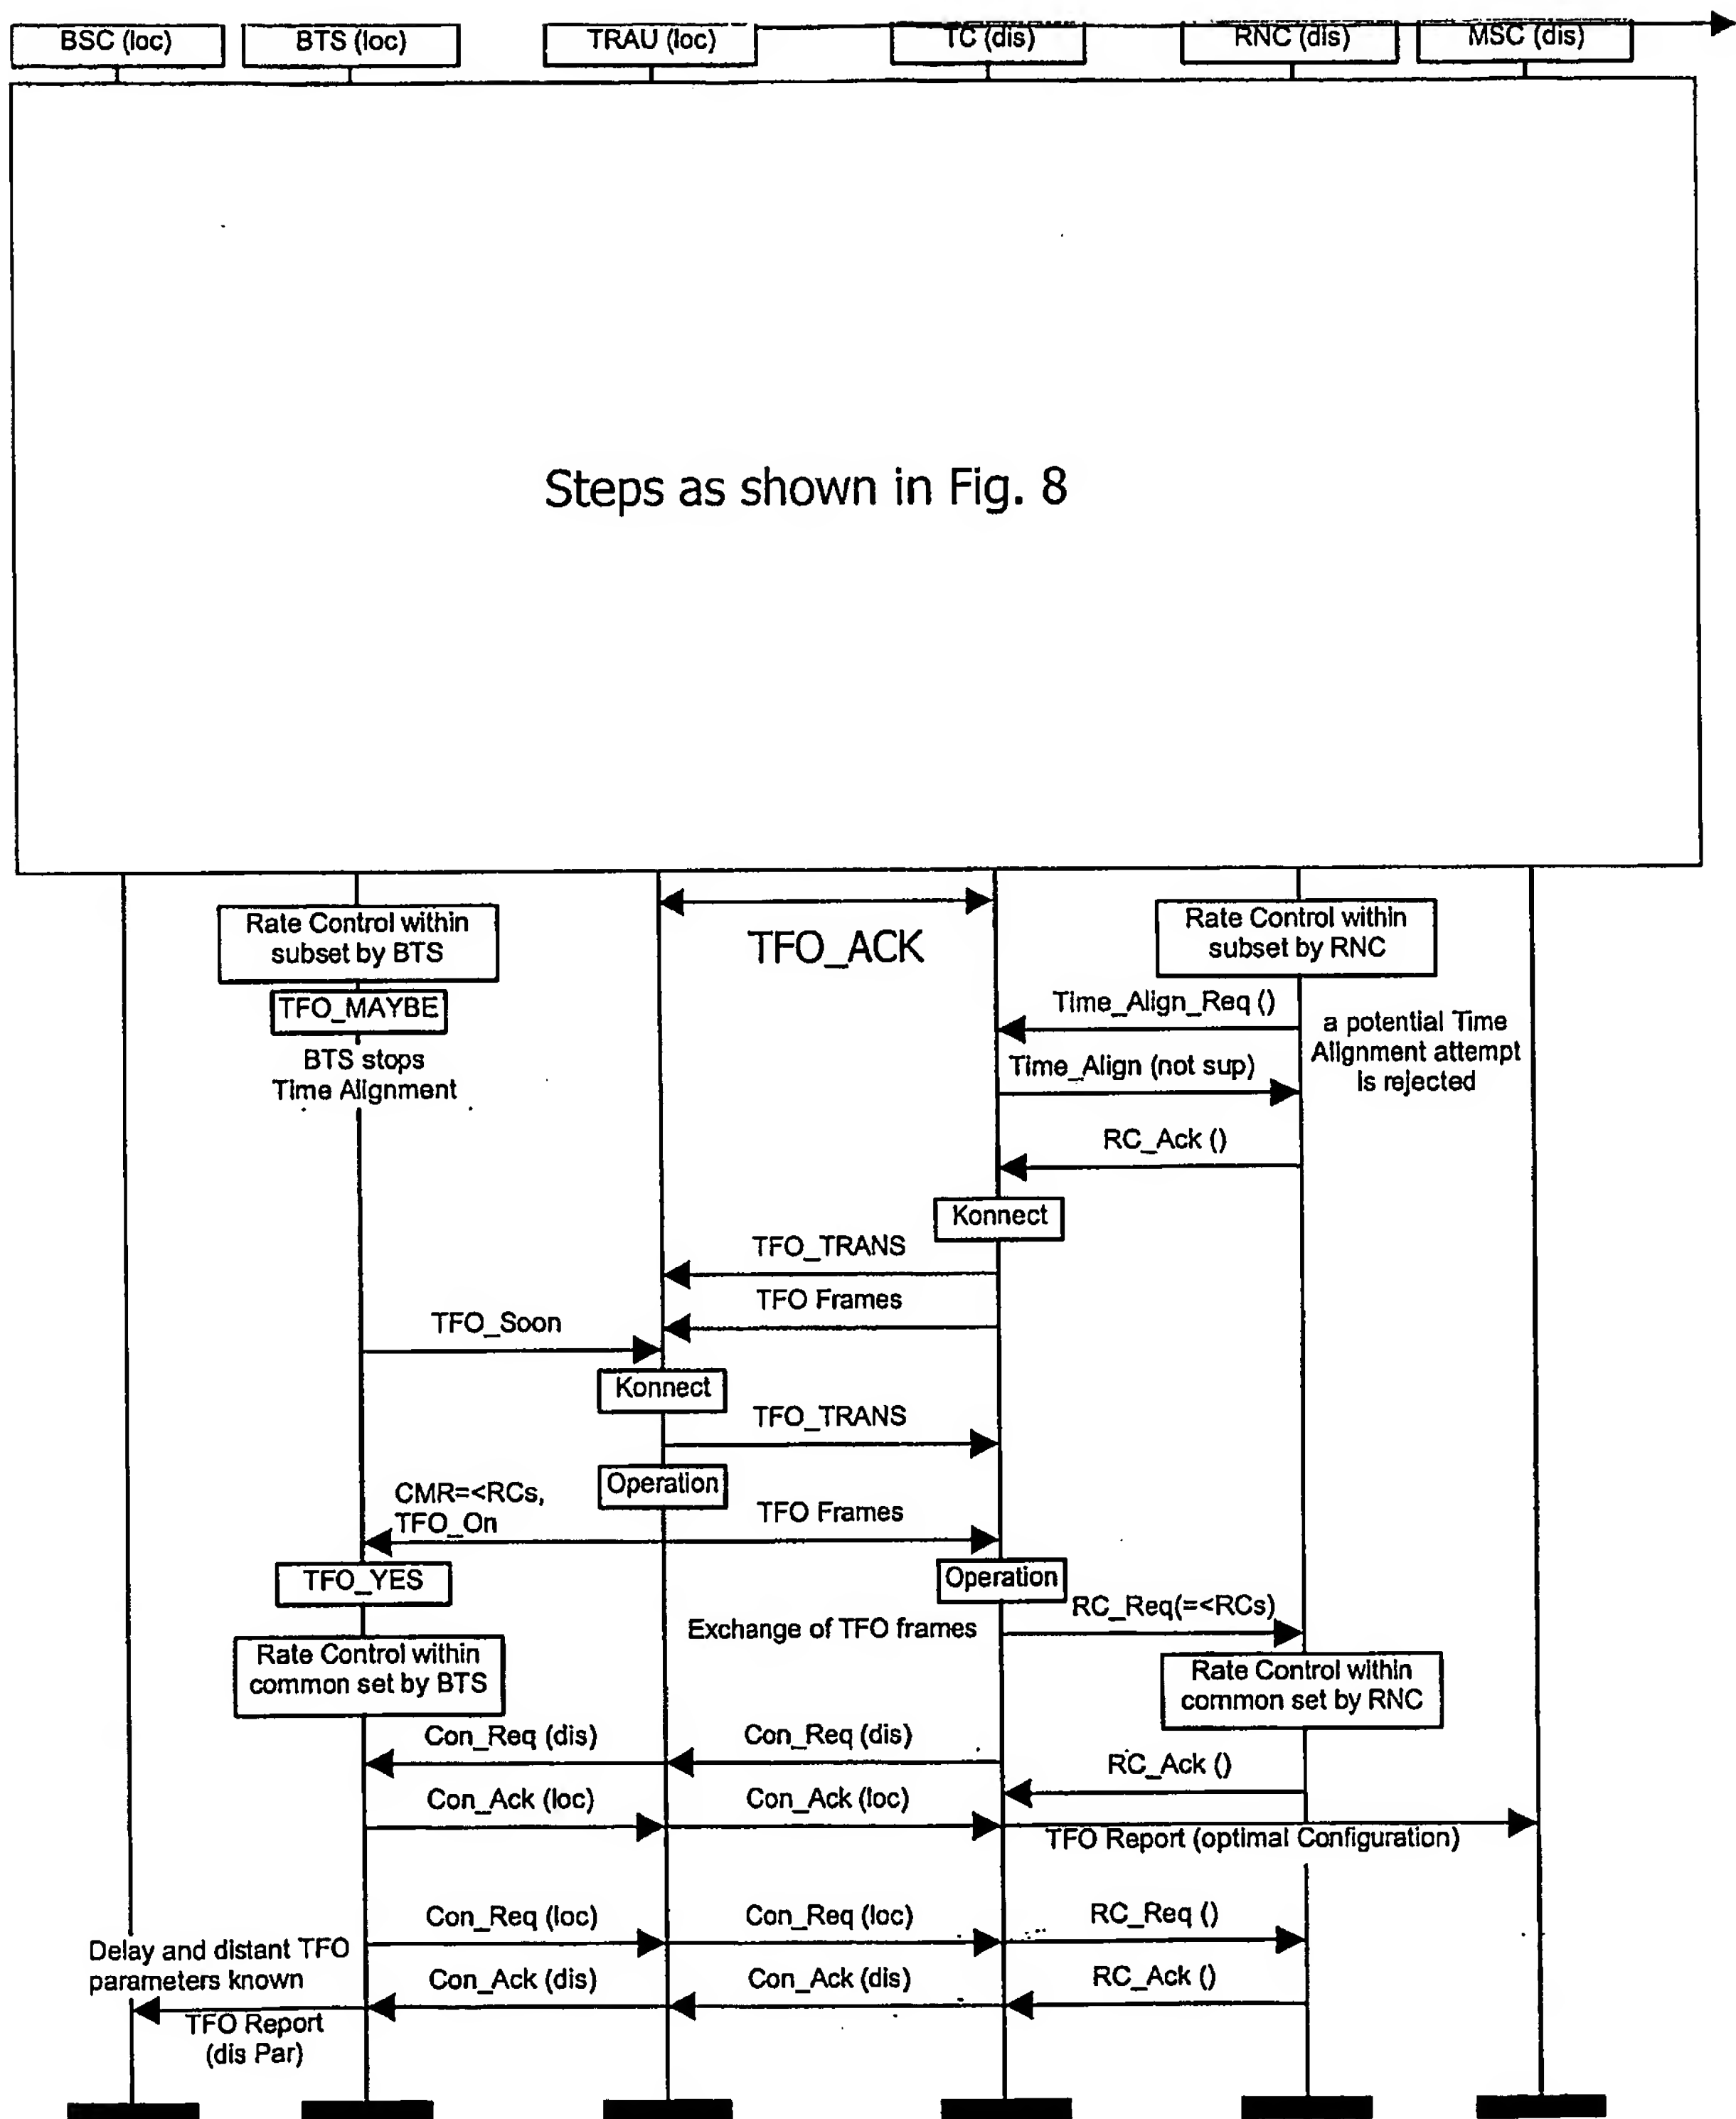 BSC (loc)
BTS (loc)
TRAU (loc)
TC (dis)
RNC (dis)
MSC (dis)
Steps as shown in Fig. 8
Rate Control within
subset by BTS
TFO_ACK
Rate Control within
subset by RNC
TFO_MAYBE
Time_Align_Req ()
a potential Time
Alignment attempt
is rejected
BTS stops
Time Alignment
Time_Align (not sup)
RC_Ack ()
Konnect
TFO_TRANS
TFO Frames
TFO_Soon
Konnect
TFO_TRANS
Operation
CMR=<RCs,
TFO_On
TFO Frames
TFO_YES
Operation
RC_Req(=<RCs)
Exchange of TFO frames
Rate Control within
common set by BTS
Rate Control within
common set by RNC
Con_Req (dis)
Con_Req (dis)
RC_Ack ()
Con_Ack (loc)
Con_Ack (loc)
TFO Report (optimal Configuration)
Con_Req (loc)
Con_Req (loc)
RC_Req ()
Delay and distant TFO
parameters known
Con_Ack (dis)
Con_Ack (dis)
RC_Ack ()
TFO Report
(dis Par)